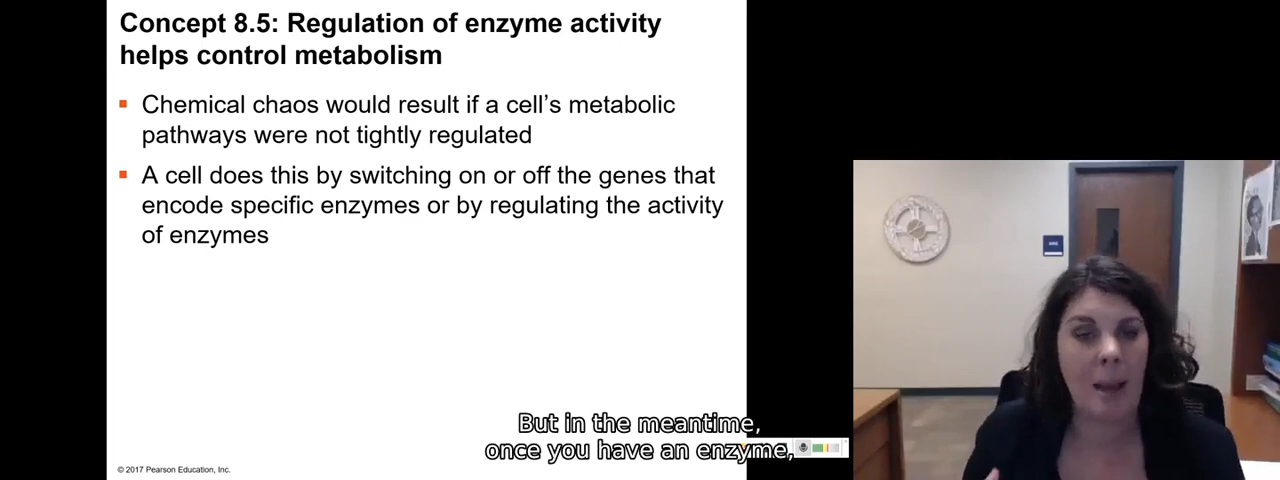 Concept 8.5: Regulation of enzyme activity
helps control metabolism
Chemical chaos would result if a cell's metabolic
pathways were not tightly regulated
A cell does this by switching on or off the genes that
encode specific enzymes or by regulating the activity
of enzymes
But in the meantime,
once you have an enzyme,
© 2017 Pearson Education, Inc.